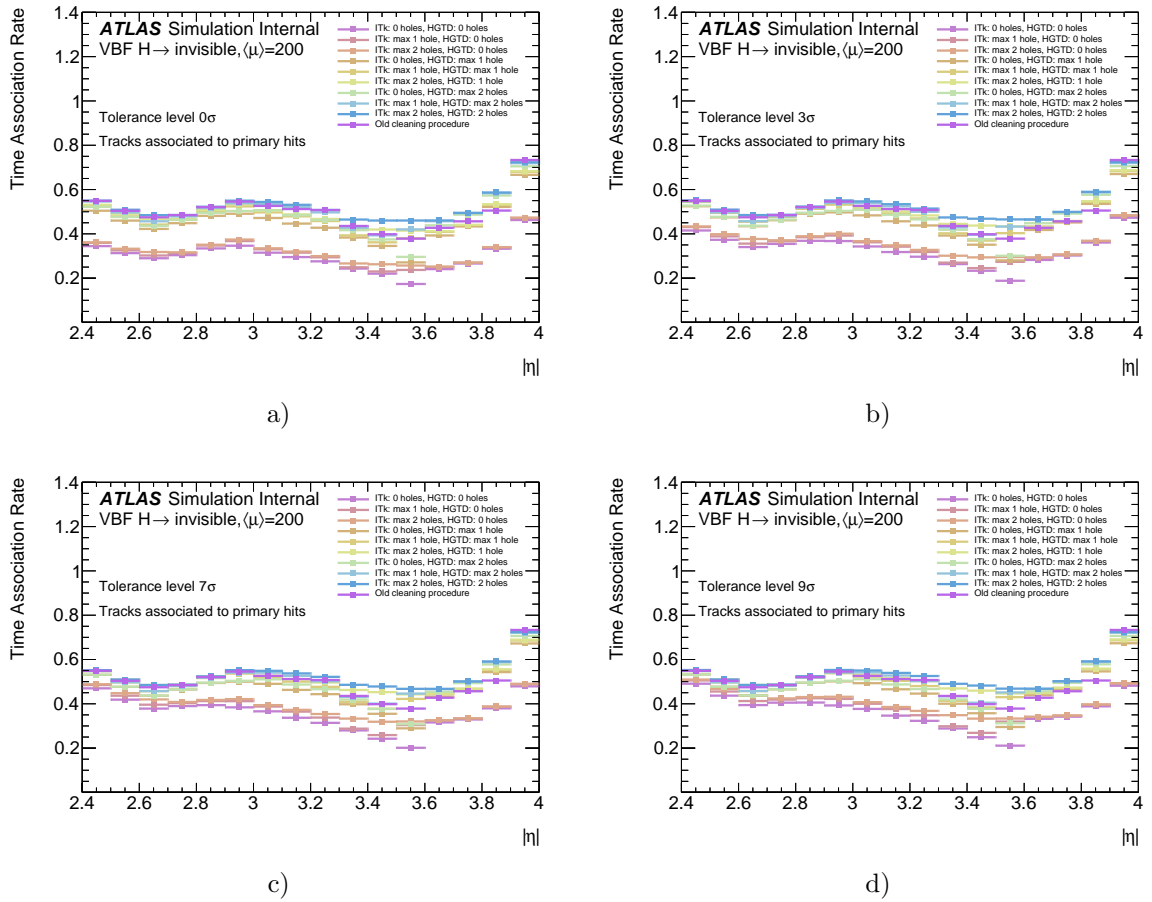 Time Association Rate
1.4
1.2
1
0.8
0.6
0.4
0.2
ATLAS Simulation Internal
VBF H→ invisible,⟨μ⟩=200
Tolerance level 0σ
Tracks associated to primary hits
ITk: 0 holes, HGTD: 0 holes
ITk: max 1 hole, HGTD: 0 holes
ITk: max 2 holes, HGTD: 0 holes
ITk: 0 holes, HGTD: max 1 hole
ITk: max 1 hole, HGTD: max 1 hole
ITk: max 2 holes, HGTD: 1 hole
ITk: 0 holes, HGTD: max 2 holes
ITk: max 1 hole, HGTD: max 2 holes
ITk: max 2 holes, HGTD: 2 holes
Old cleaning procedure
2.4 2.6 2.8 3 3.2 3.4 3.6 3.8 4
|η|
a)
Time Association Rate
1.4
1.2
1
0.8
0.6
0.4
0.2
ATLAS Simulation Internal
VBF H→ invisible,⟨μ⟩=200
Tolerance level 3σ
Tracks associated to primary hits
ITk: 0 holes, HGTD: 0 holes
ITk: max 1 hole, HGTD: 0 holes
ITk: max 2 holes, HGTD: 0 holes
ITk: 0 holes, HGTD: max 1 hole
ITk: max 1 hole, HGTD: max 1 hole
ITk: max 2 holes, HGTD: 1 hole
ITk: 0 holes, HGTD: max 2 holes
ITk: max 1 hole, HGTD: max 2 holes
ITk: max 2 holes, HGTD: 2 holes
Old cleaning procedure
2.4 2.6 2.8 3 3.2 3.4 3.6 3.8 4
|η|
b)
Time Association Rate
1.4
1.2
1
0.8
0.6
0.4
0.2
ATLAS Simulation Internal
VBF H→ invisible,⟨μ⟩=200
Tolerance level 7σ
Tracks associated to primary hits
ITk: 0 holes, HGTD: 0 holes
ITk: max 1 hole, HGTD: 0 holes
ITk: max 2 holes, HGTD: 0 holes
ITk: 0 holes, HGTD: max 1 hole
ITk: max 1 hole, HGTD: max 1 hole
ITk: max 2 holes, HGTD: 1 hole
ITk: 0 holes, HGTD: max 2 holes
ITk: max 1 hole, HGTD: max 2 holes
ITk: max 2 holes, HGTD: 2 holes
Old cleaning procedure
2.4 2.6 2.8 3 3.2 3.4 3.6 3.8 4
|η|
c)
Time Association Rate
1.4
1.2
1
0.8
0.6
0.4
0.2
ATLAS Simulation Internal
VBF H→ invisible,⟨μ⟩=200
Tolerance level 9σ
Tracks associated to primary hits
ITk: 0 holes, HGTD: 0 holes
ITk: max 1 hole, HGTD: 0 holes
ITk: max 2 holes, HGTD: 0 holes
ITk: 0 holes, HGTD: max 1 hole
ITk: max 1 hole, HGTD: max 1 hole
ITk: max 2 holes, HGTD: 1 hole
ITk: 0 holes, HGTD: max 2 holes
ITk: max 1 hole, HGTD: max 2 holes
ITk: max 2 holes, HGTD: 2 holes
Old cleaning procedure
2.4 2.6 2.8 3 3.2 3.4 3.6 3.8 4
|η|
d)